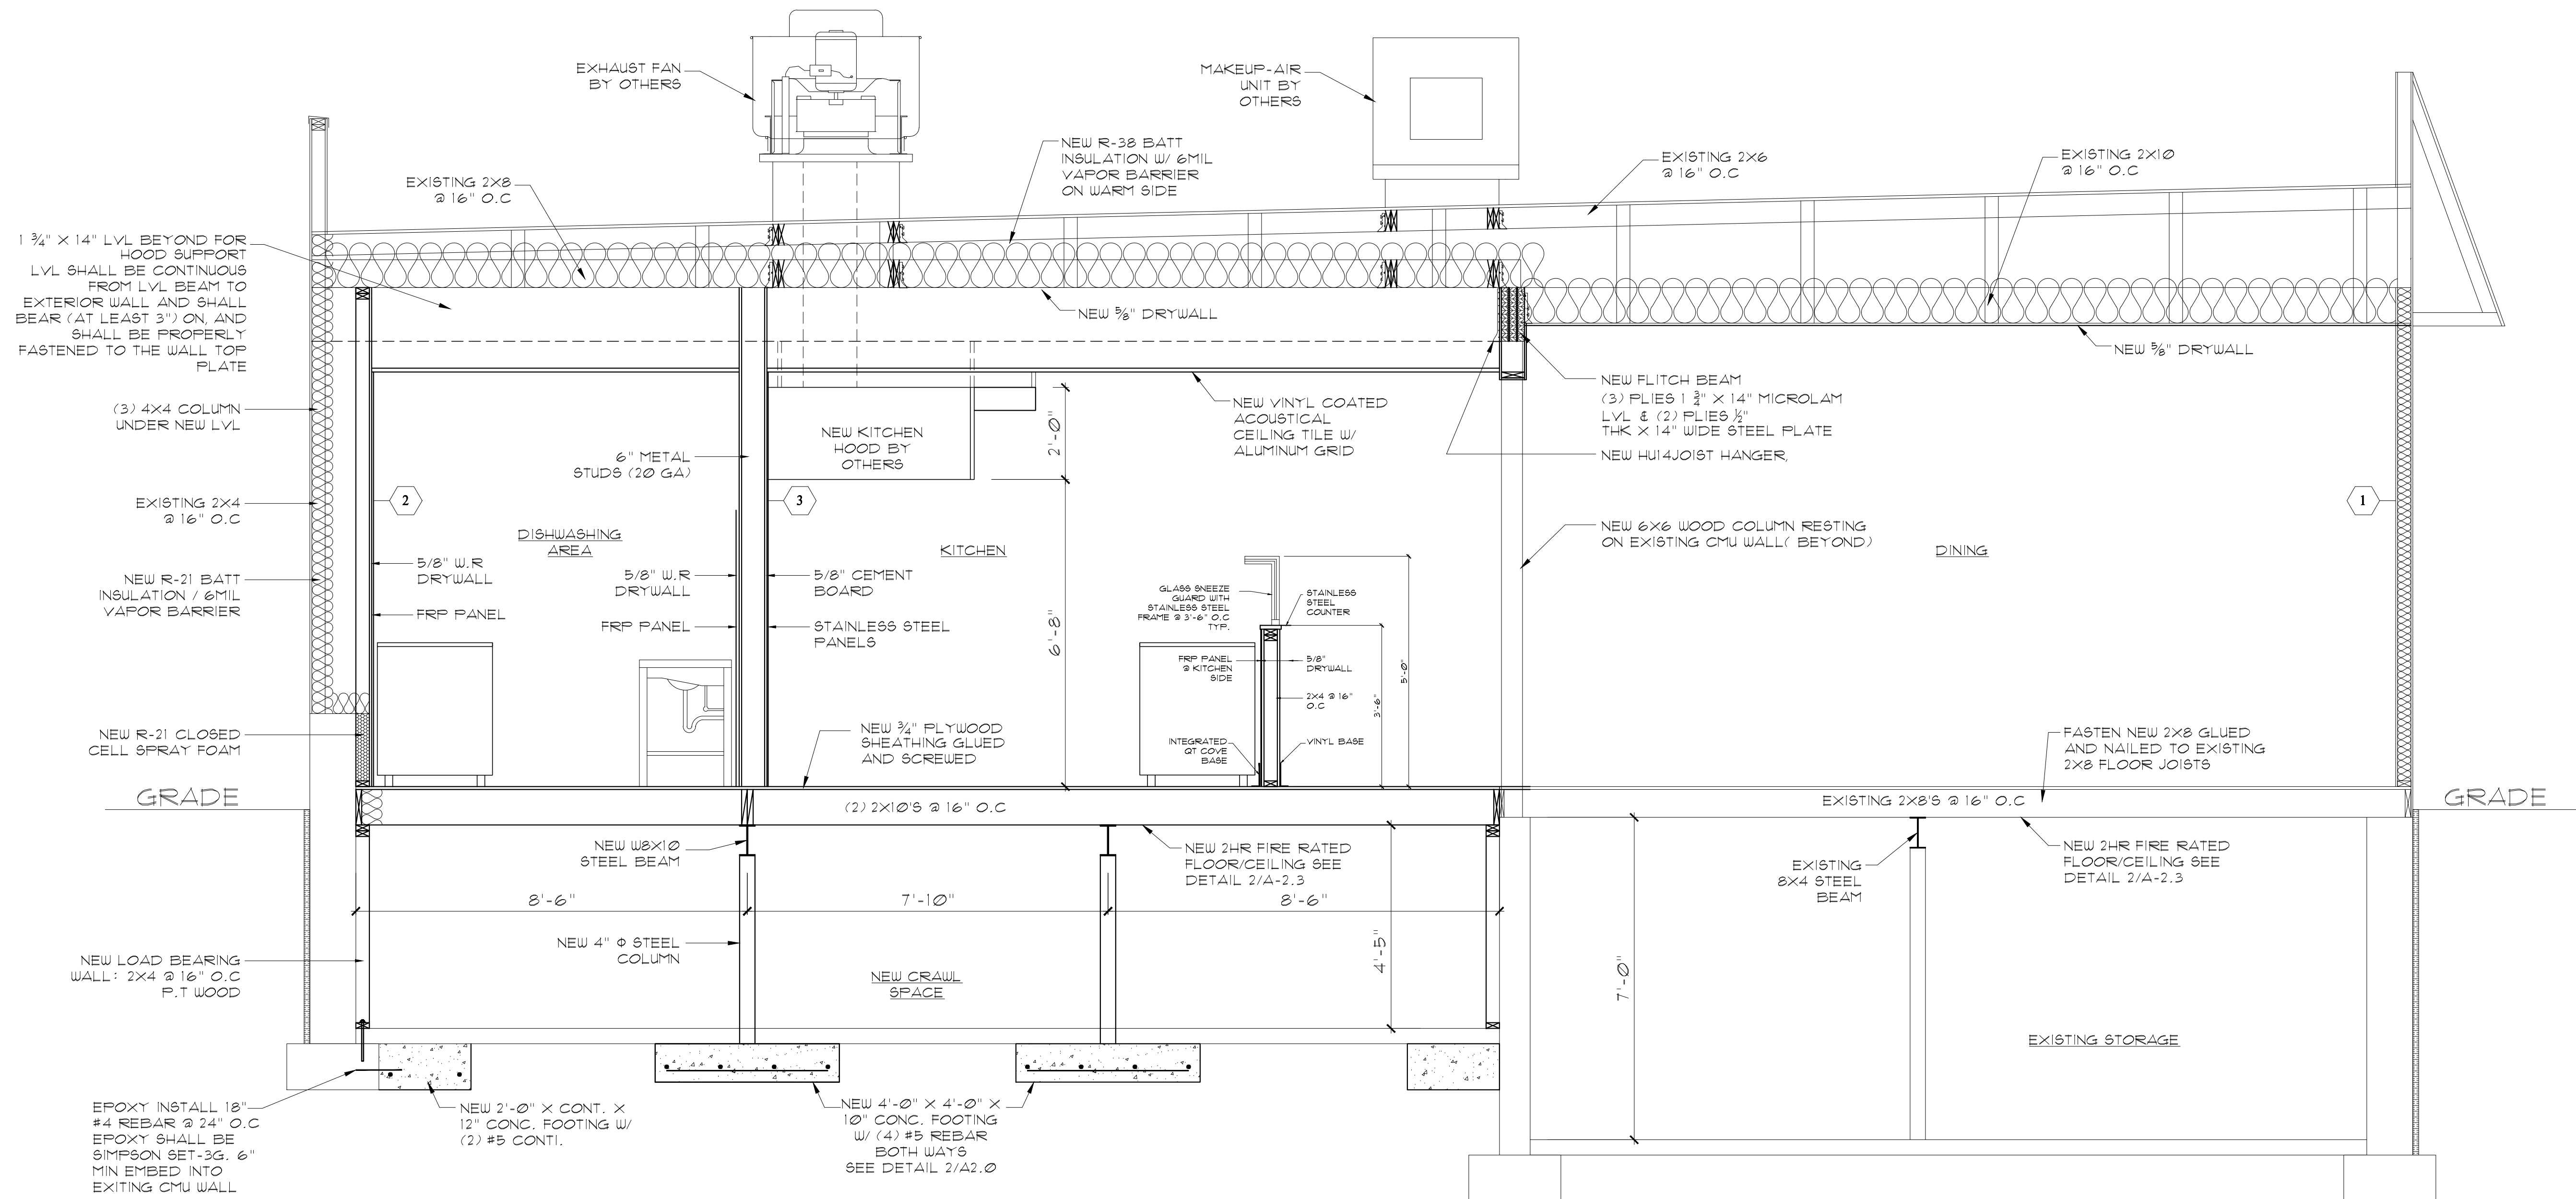 EXHAUST FAN
BY OTHERS
MAKEUP-AIR
UNIT BY
OTHERS
NEW R-38 BATT
INSULATION W/ 6MIL
VAPOR BARRIER
ON WARM SIDE
EXISTING 2X6
@ 16" O.C
EXISTING 2X10
@ 16" O.C
EXISTING 2X8
@ 16" O.C
1 ¾" X 14" LVL BEYOND FOR
HOOD SUPPORT
LVL SHALL BE CONTINUOUS
FROM LVL BEAM TO
EXTERIOR WALL AND SHALL
BEAR (AT LEAST 3") ON, AND
SHALL BE PROPERLY
FASTENED TO THE WALL TOP
PLATE
NEW ⅝" DRYWALL
NEW ⅝" DRYWALL
(3) 4X4 COLUMN
UNDER NEW LVL
NEW FLITCH BEAM
(3) PLIES 1 ¾" X 14" MICROLAM
LVL & (2) PLIES ½"
THK X 14" WIDE STEEL PLATE
NEW HU14JOIST HANGER,
NEW VINYL COATED
ACOUSTICAL
CEILING TILE W/
ALUMINUM GRID
NEW KITCHEN
HOOD BY
OTHERS
2'-0"
6" METAL
STUDS (20 GA)
EXISTING 2X4
@ 16" O.C
2
3
1
DISHWASHING
AREA
KITCHEN
NEW 6X6 WOOD COLUMN RESTING
ON EXISTING CMU WALL( BEYOND)
DINING
5/8" W.R
DRYWALL
5/8" W.R
DRYWALL
5/8" CEMENT
BOARD
NEW R-21 BATT
INSULATION / 6MIL
VAPOR BARRIER
FRP PANEL
FRP PANEL
STAINLESS STEEL
PANELS
6'-8"
GLASS SNEEZE
GUARD WITH
STAINLESS STEEL
FRAME @ 3'-6" O.C
TYP.
STAINLESS
STEEL
COUNTER
FRP PANEL
@ KITCHEN
SIDE
5/8"
DRYWALL
2X4 @ 16"
O.C
3'-6"
5'-0"
INTEGRATED
QT COVE
BASE
VINYL BASE
NEW R-21 CLOSED
CELL SPRAY FOAM
NEW ¾" PLYWOOD
SHEATHING GLUED
AND SCREWED
FASTEN NEW 2X8 GLUED
AND NAILED TO EXISTING
2X8 FLOOR JOISTS
GRADE
GRADE
(2) 2X10'S @ 16" O.C
EXISTING 2X8'S @ 16" O.C
NEW W8X10
STEEL BEAM
NEW 2HR FIRE RATED
FLOOR/CEILING SEE
DETAIL 2/A-2.3
EXISTING
8X4 STEEL
BEAM
NEW 2HR FIRE RATED
FLOOR/CEILING SEE
DETAIL 2/A-2.3
8'-6"
7'-10"
8'-6"
4'-5"
7'-0"
NEW 4" Φ STEEL
COLUMN
NEW LOAD BEARING
WALL: 2X4 @ 16" O.C
P.T WOOD
NEW CRAWL
SPACE
EXISTING STORAGE
EPOXY INSTALL 18"
#4 REBAR @ 24" O.C
EPOXY SHALL BE
SIMPSON SET-3G. 6"
MIN EMBED INTO
EXITING CMU WALL
NEW 2'-0" X CONT. X
12" CONC. FOOTING W/
(2) #5 CONTI.
NEW 4'-0" X 4'-0" X
10" CONC. FOOTING
W/ (4) #5 REBAR
BOTH WAYS
SEE DETAIL 2/A2.0